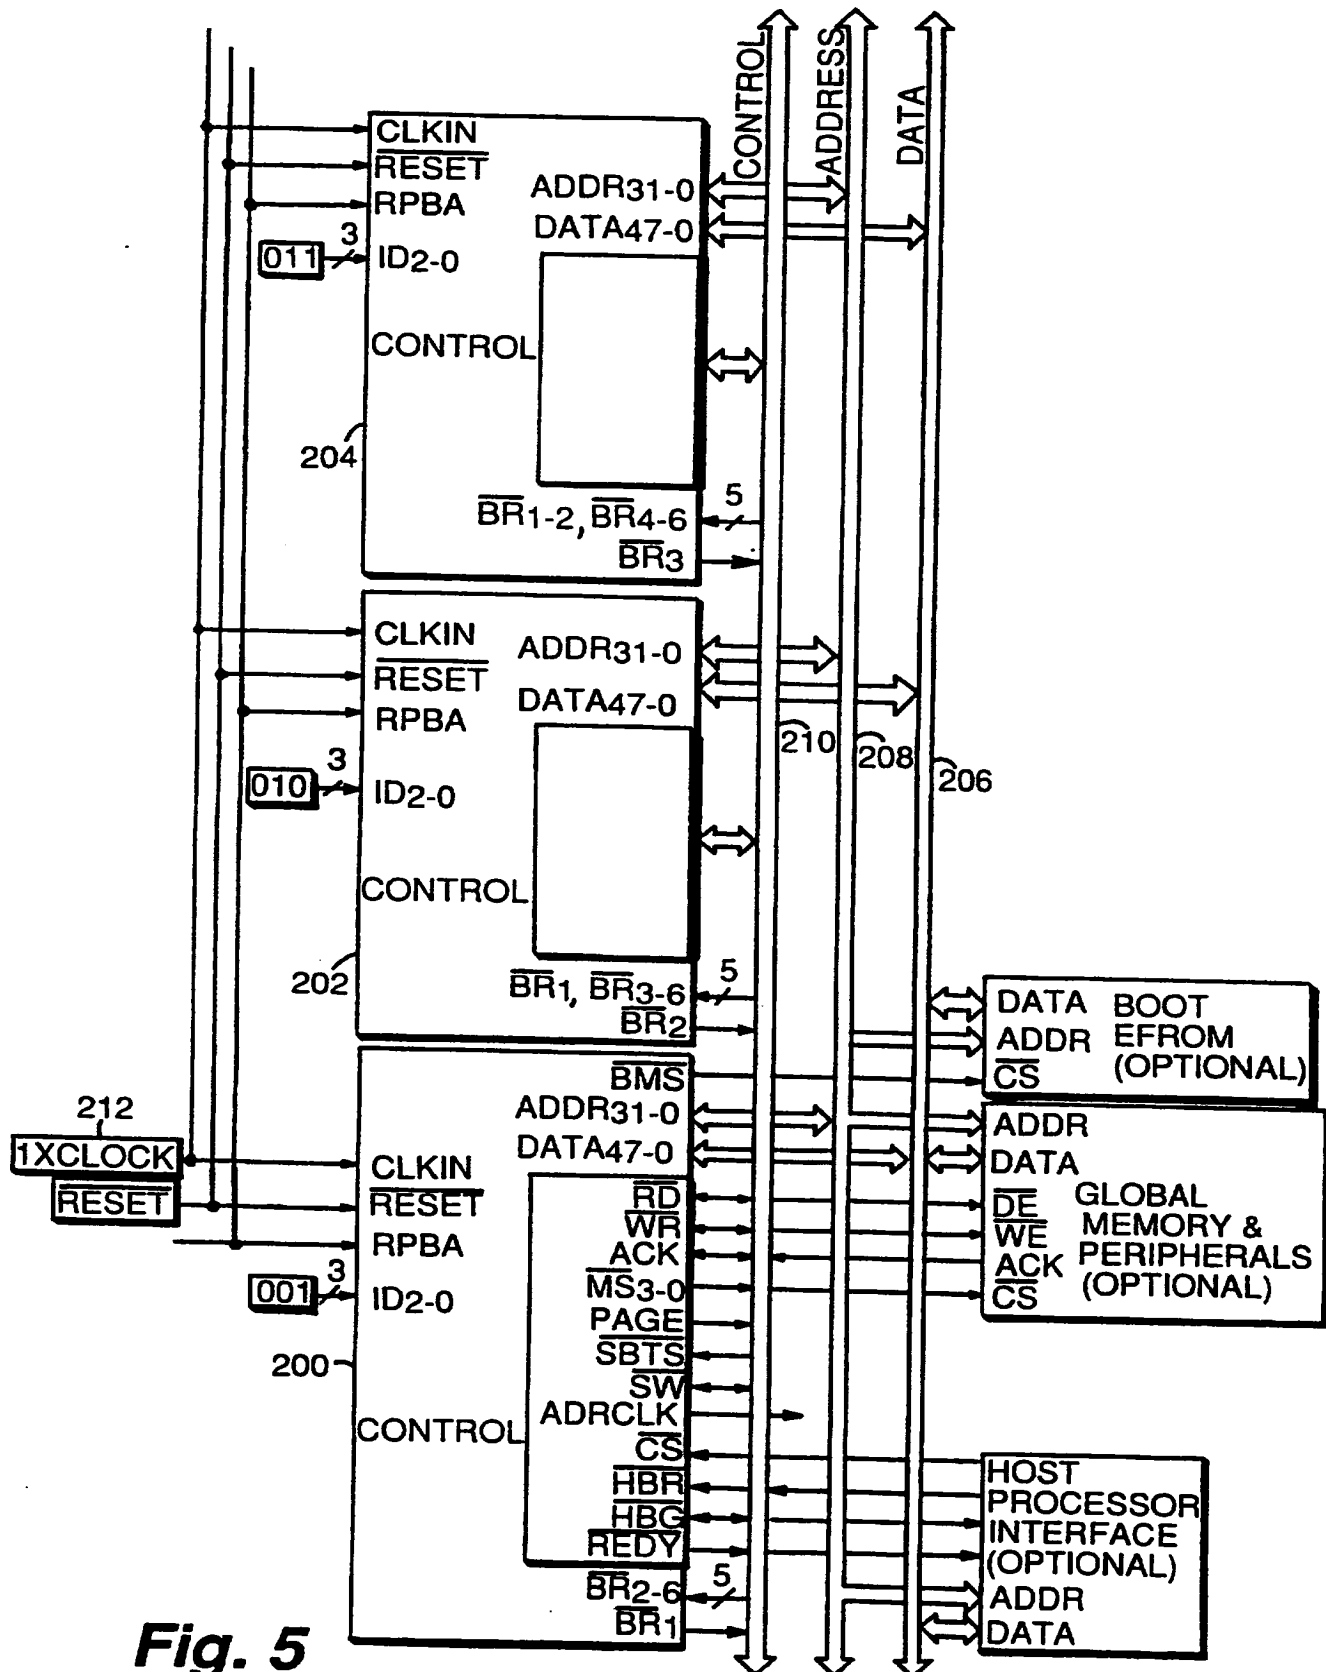 CONTROL
ADDRESS
DATA
CLKIN
RESET
RPBA
3
011
ID2-0
ADDR31-0
DATA47-0
CONTROL
204
5
BR1-2, BR4-6
BR3
CLKIN
RESET
RPBA
3
010
ID2-0
ADDR31-0
DATA47-0
210
208
206
CONTROL
202
5
BR1, BR3-6
BR2
DATA
BOOT
ADDR
EFROM
CS
(OPTIONAL)
212
1XCLOCK
RESET
CLKIN
RESET
RPBA
3
001
ID2-0
200
CONTROL
BMS
ADDR31-0
DATA47-0
RD
WR
ACK
MS3-0
PAGE
SBTS
SW
ADRCLK
CS
HBR
HBG
REDY
5
BR2-6
BR1
ADDR
DATA
DE
GLOBAL
WE
MEMORY &
ACK
PERIPHERALS
CS
(OPTIONAL)
HOST
PROCESSOR
INTERFACE
(OPTIONAL)
ADDR
DATA
Fig. 5